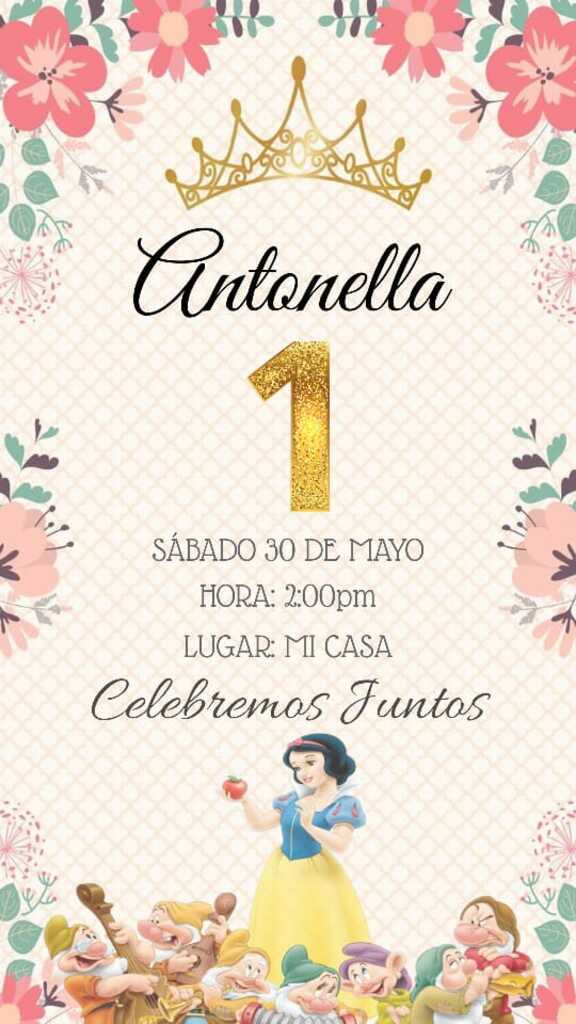 Antonella
1
SÁBADO 30 DE MAYO
HORA: 2:00pm
LUGAR: MI CASA
Celebremos Juntos